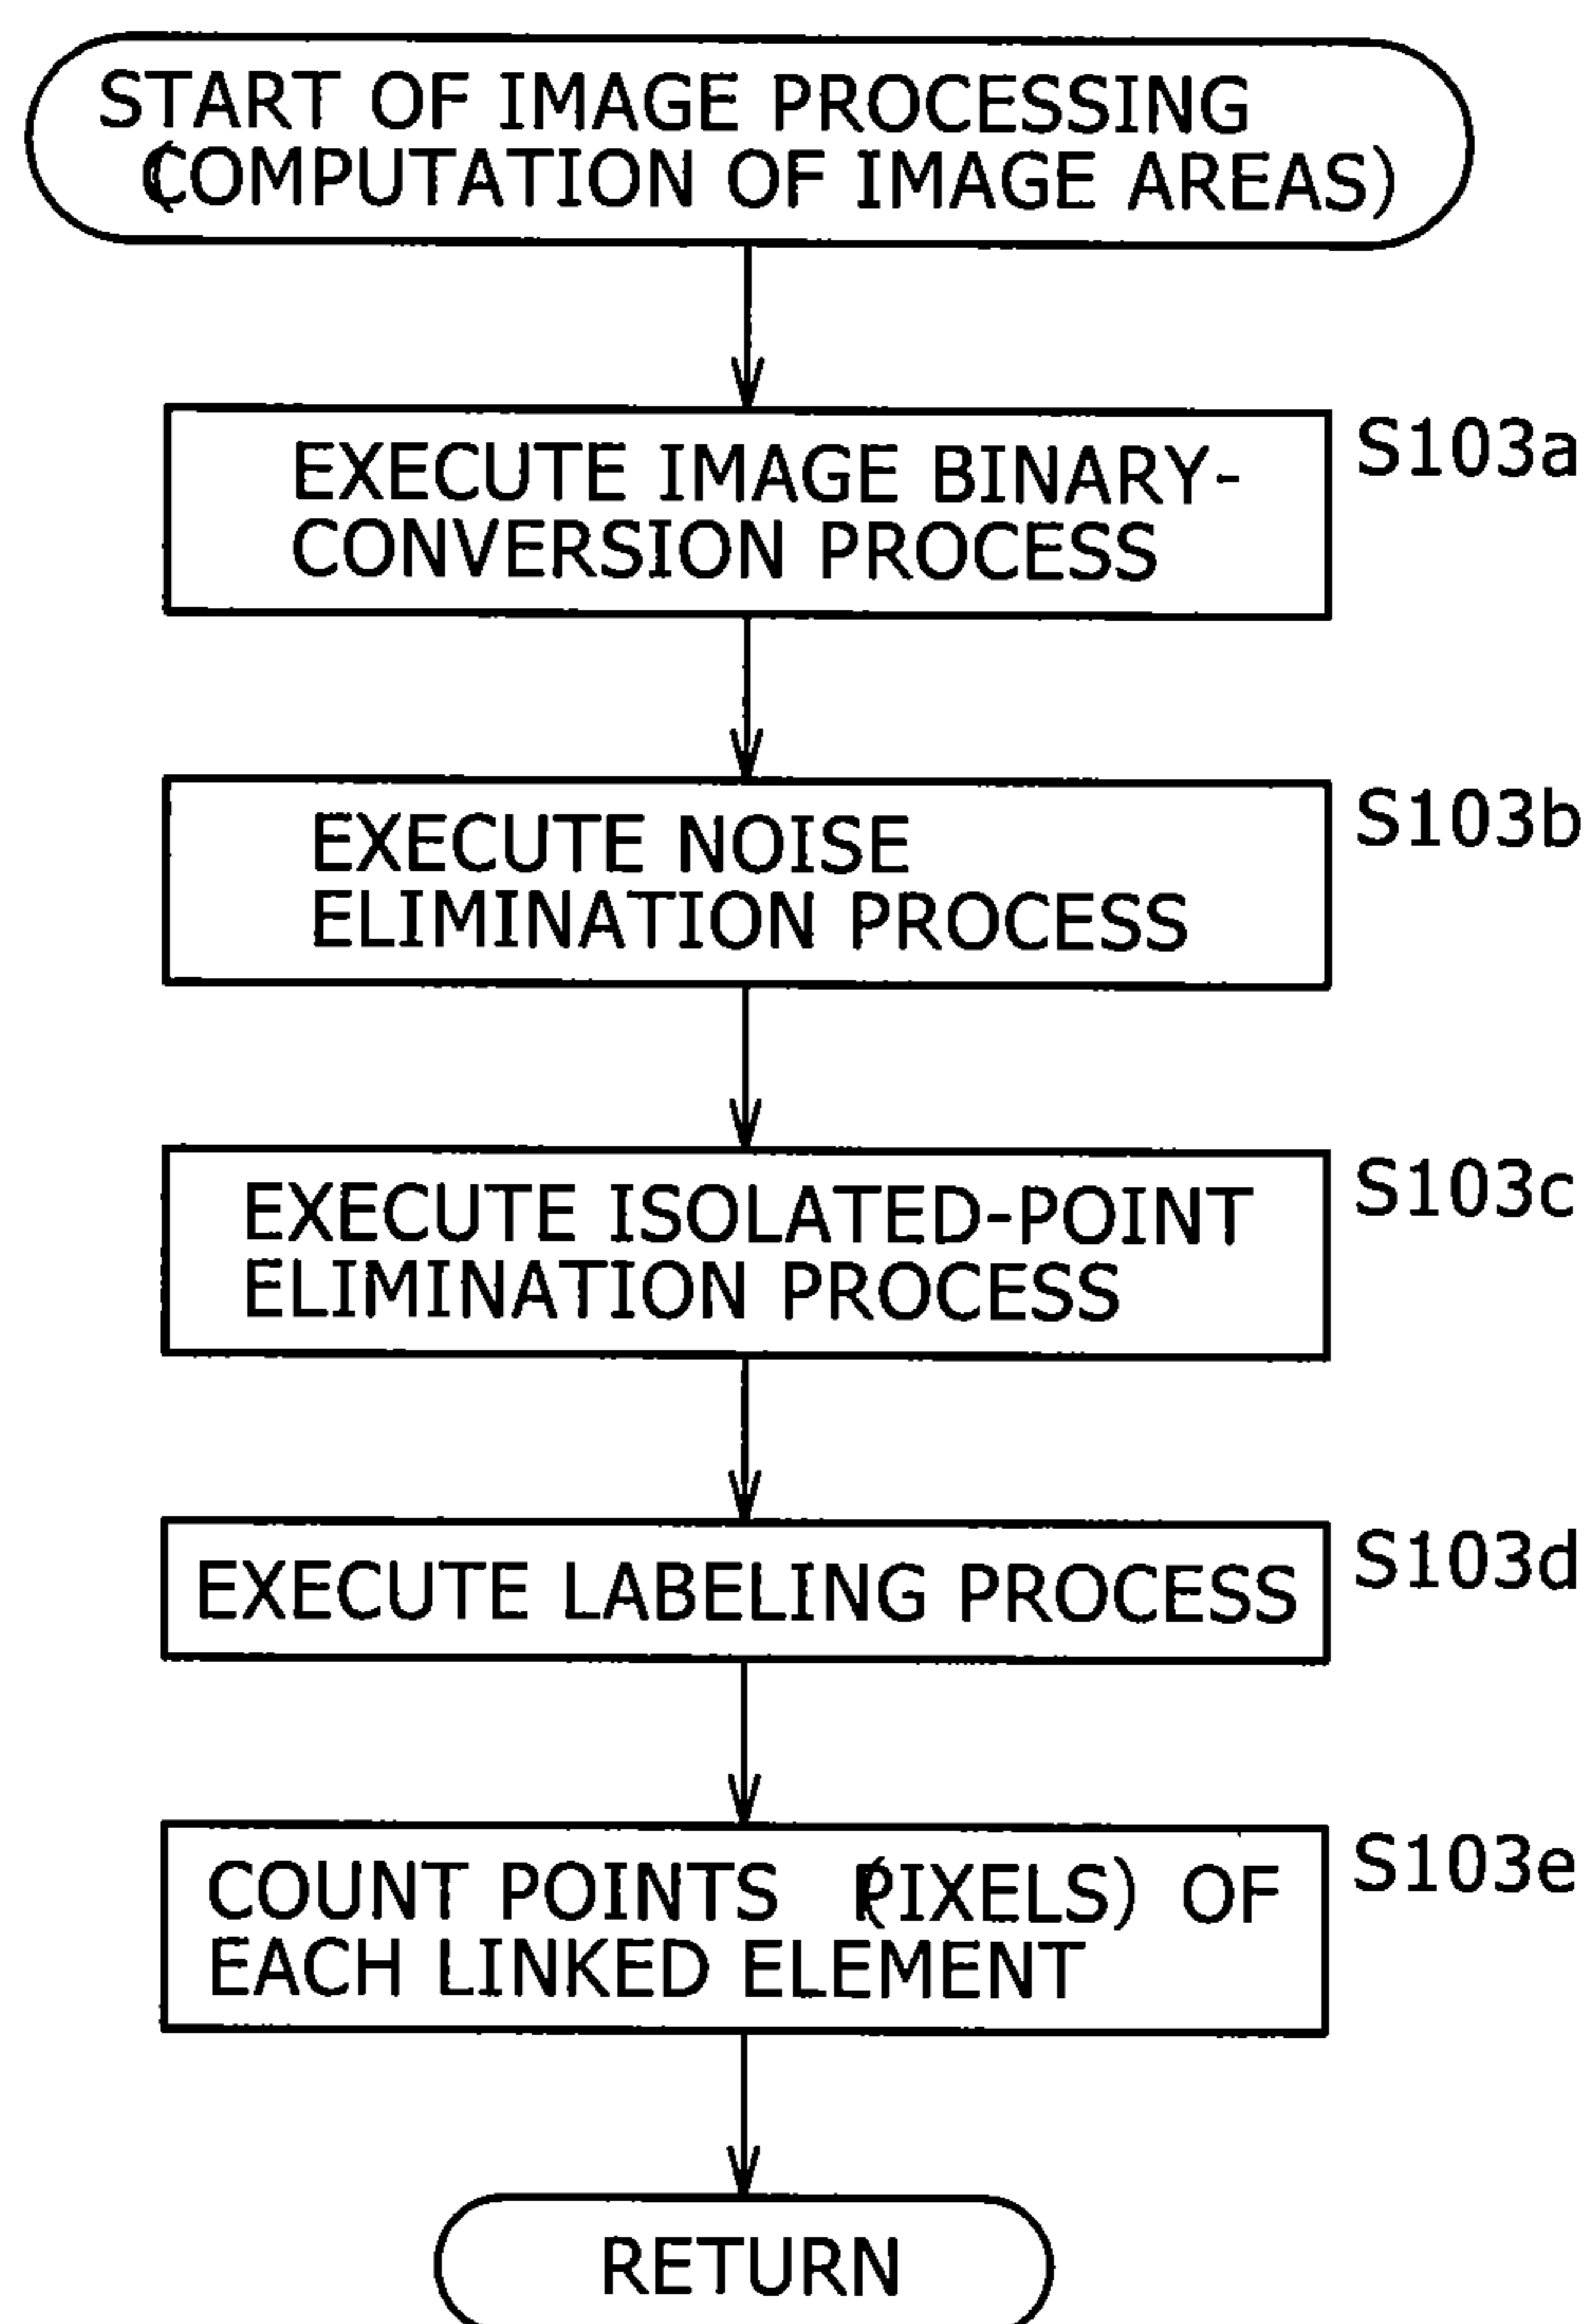 START OF IMAGE PROCESSING
(COMPUTATION OF IMAGE AREAS)
EXECUTE IMAGE BINARY-
CONVERSION PROCESS
S103a
EXECUTE NOISE
ELIMINATION PROCESS
S103b
EXECUTE ISOLATED-POINT
ELIMINATION PROCESS
S103c
EXECUTE LABELING PROCESS
S103d
COUNT POINTS (PIXELS) OF
EACH LINKED ELEMENT
S103e
RETURN